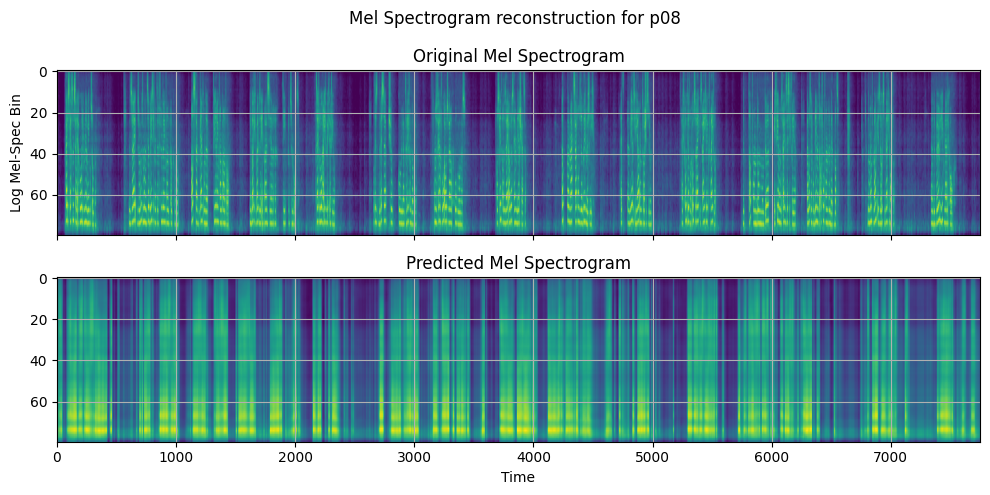 Mel Spectrogram reconstruction for p08
Original Mel Spectrogram
0
20
40
60
Log Mel-Spec Bin
Predicted Mel Spectrogram
0
20
40
60
0 1000 2000 3000 4000 5000 6000 7000
Time